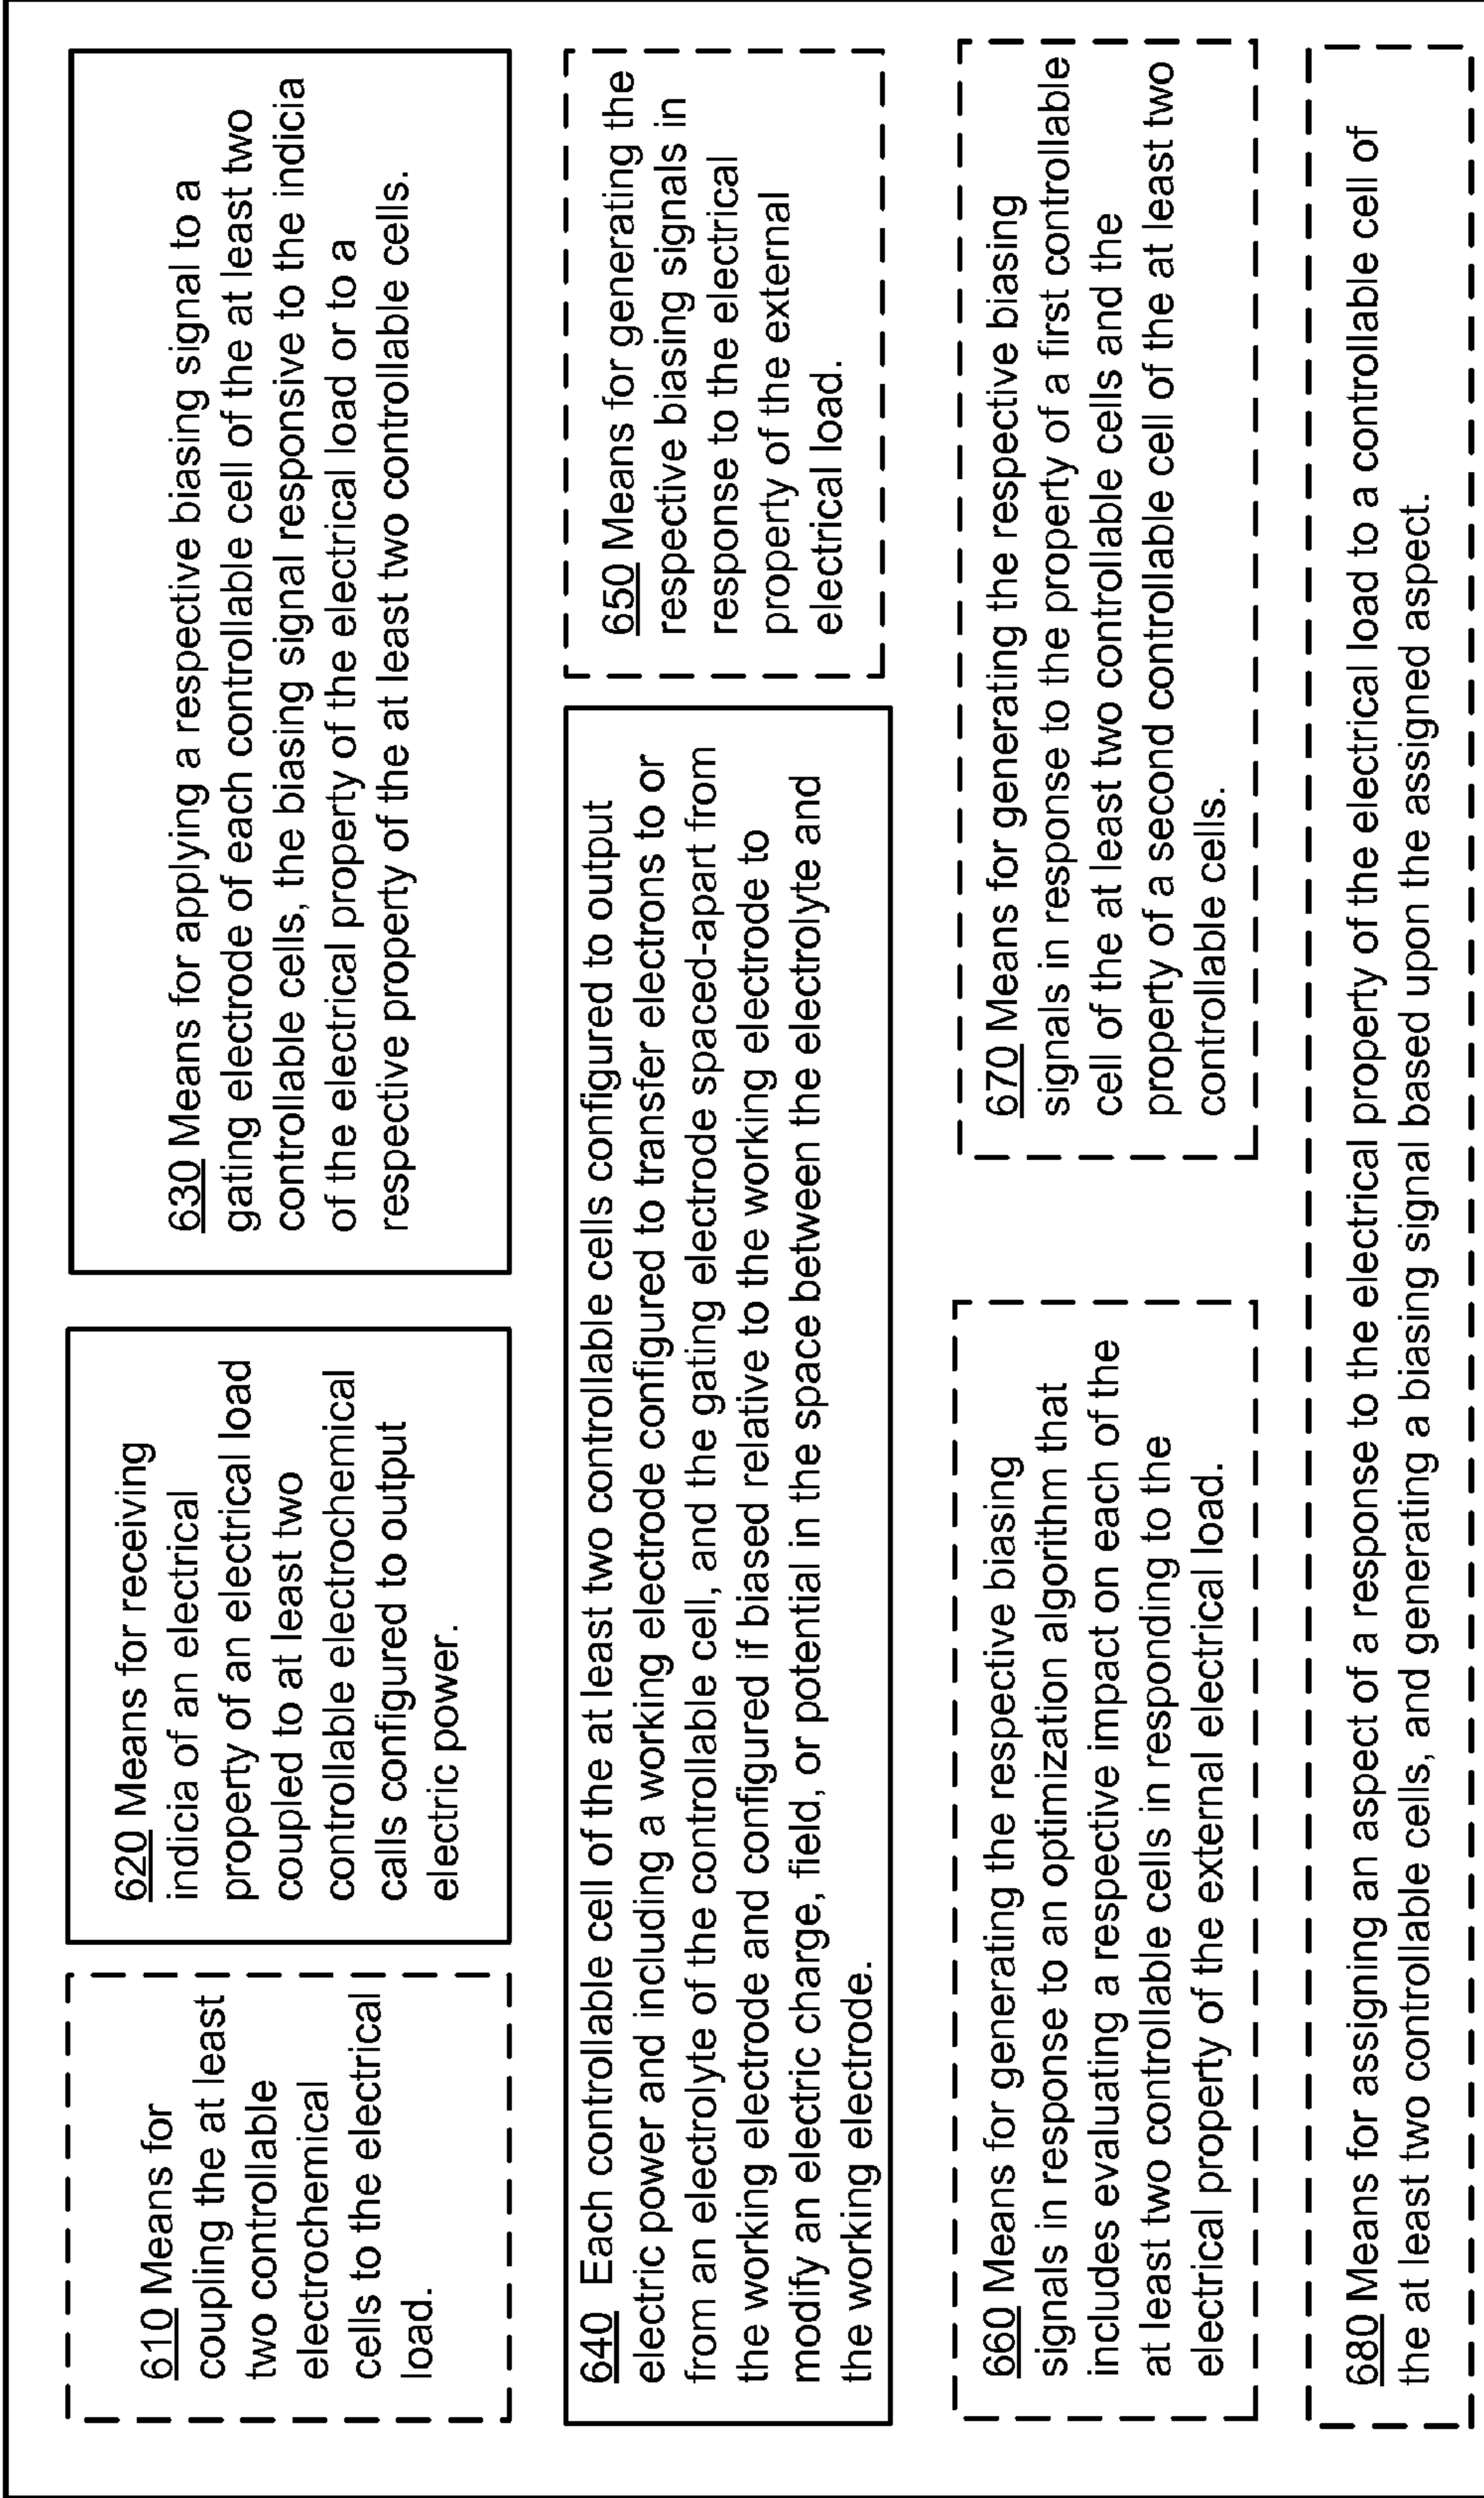 610 Means for
coupling the at least
two controllable
electrochemical
cells to the electrical
load.
620 Means for receiving
indicia of an electrical
property of an electrical load
coupled to at least two
controllable electrochemical
calls configured to output
electric power.
630 Means for applying a respective biasing signal to a
gating electrode of each controllable cell of the at least two
controllable cells, the biasing signal responsive to the indicia
of the electrical property of the electrical load or to a
respective property of the at least two controllable cells.
640 Each controllable cell of the at least two controllable cells configured to output
electric power and including a working electrode configured to transfer electrons to or
from an electrolyte of the controllable cell, and the gating electrode spaced-apart from
the working electrode and configured if biased relative to the working electrode to
modify an electric charge, field, or potential in the space between the electrolyte and
the working electrode.
650 Means for generating the
respective biasing signals in
response to the electrical
property of the external
electrical load.
660 Means for generating the respective biasing
signals in response to an optimization algorithm that
includes evaluating a respective impact on each of the
at least two controllable cells in responding to the
electrical property of the external electrical load.
670 Means for generating the respective biasing
signals in response to the property of a first controllable
cell of the at least two controllable cells and the
property of a second controllable cell of the at least two
controllable cells.
680 Means for assigning an aspect of a response to the electrical property of the electrical load to a controllable cell of
the at least two controllable cells, and generating a biasing signal based upon the assigned aspect.